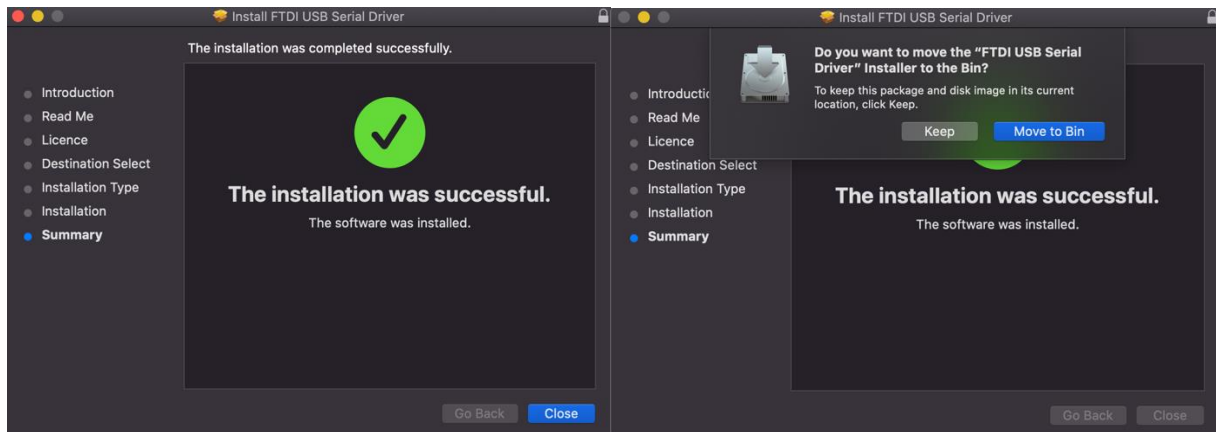 Install FTDI USB Serial Driver
The installation was completed successfully.
Introduction
Read Me
Licence
Destination Select
Installation Type
Installation
Summary
The installation was successful.
The software was installed.
Go Back
Close
Install FTDI USB Serial Driver
Do you want to move the “FTDI USB Serial
Driver” Installer to the Bin?
To keep this package and disk image in its current
location, click Keep.
Keep
Move to Bin
Introductio
Read Me
Licence
Destination Select
Installation Type
Installation
Summary
The installation was successful.
The software was installed.
Go Back
Close